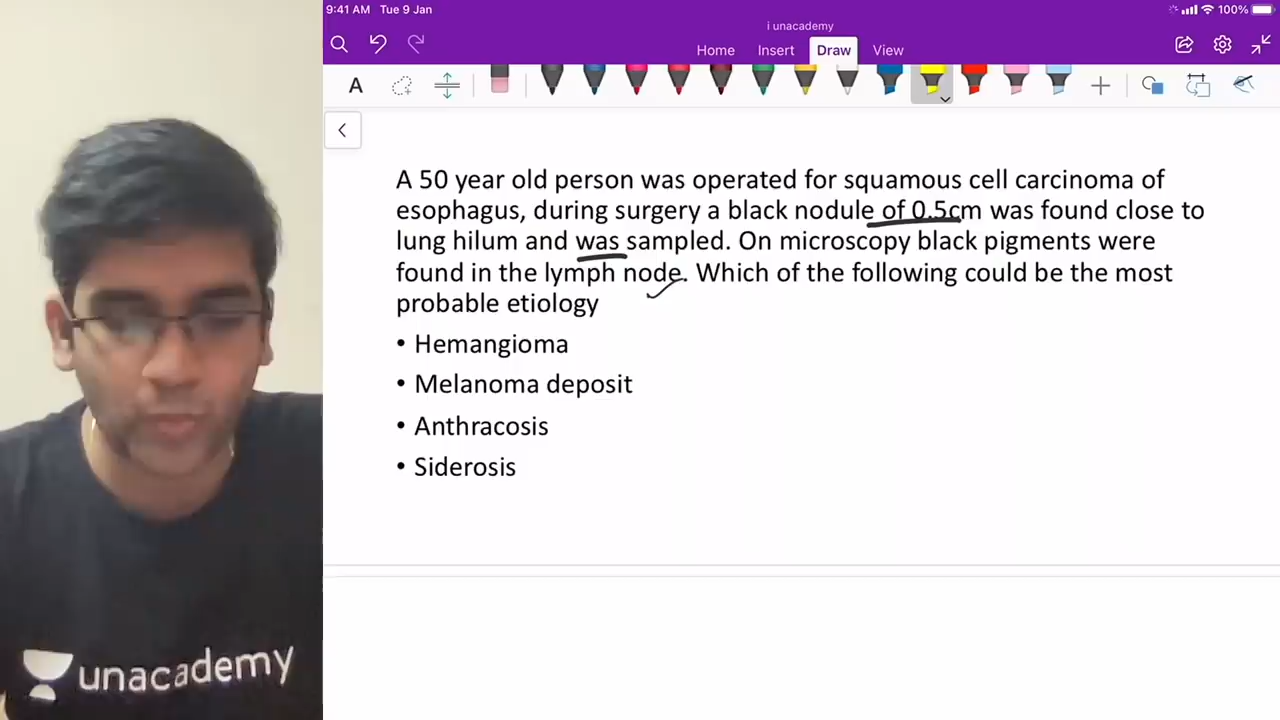 9:41 AM Tue 9 Jan
100%
i unacademy
Home Insert Draw View
A
A 50 year old person was operated for squamous cell carcinoma of
esophagus, during surgery a black nodule of 0.5cm was found close to
lung hilum and was sampled. On microscopy black pigments were
found in the lymph node. Which of the following could be the most
probable etiology
• Hemangioma
• Melanoma deposit
• Anthracosis
• Siderosis
unacademy